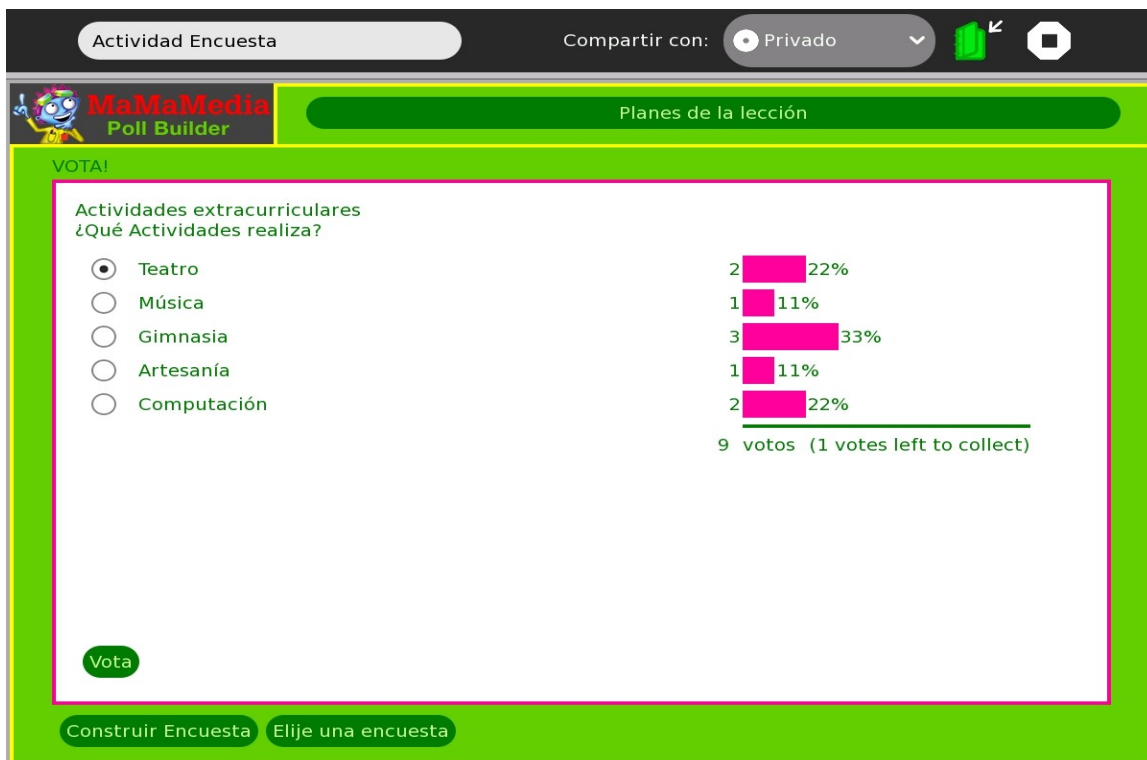 Actividad Encuesta
Compartir con: Privado
MaMaMedia
Poll Builder
Planes de la lección
VOTA!
Actividades extracurriculares
¿Qué Actividades realiza?
Teatro 2 22%
Música 1 11%
Gimnasia 3 33%
Artesanía 1 11%
Computación 2 22%
9 votos (1 votes left to collect)
Vota
Construir Encuesta Elije una encuesta